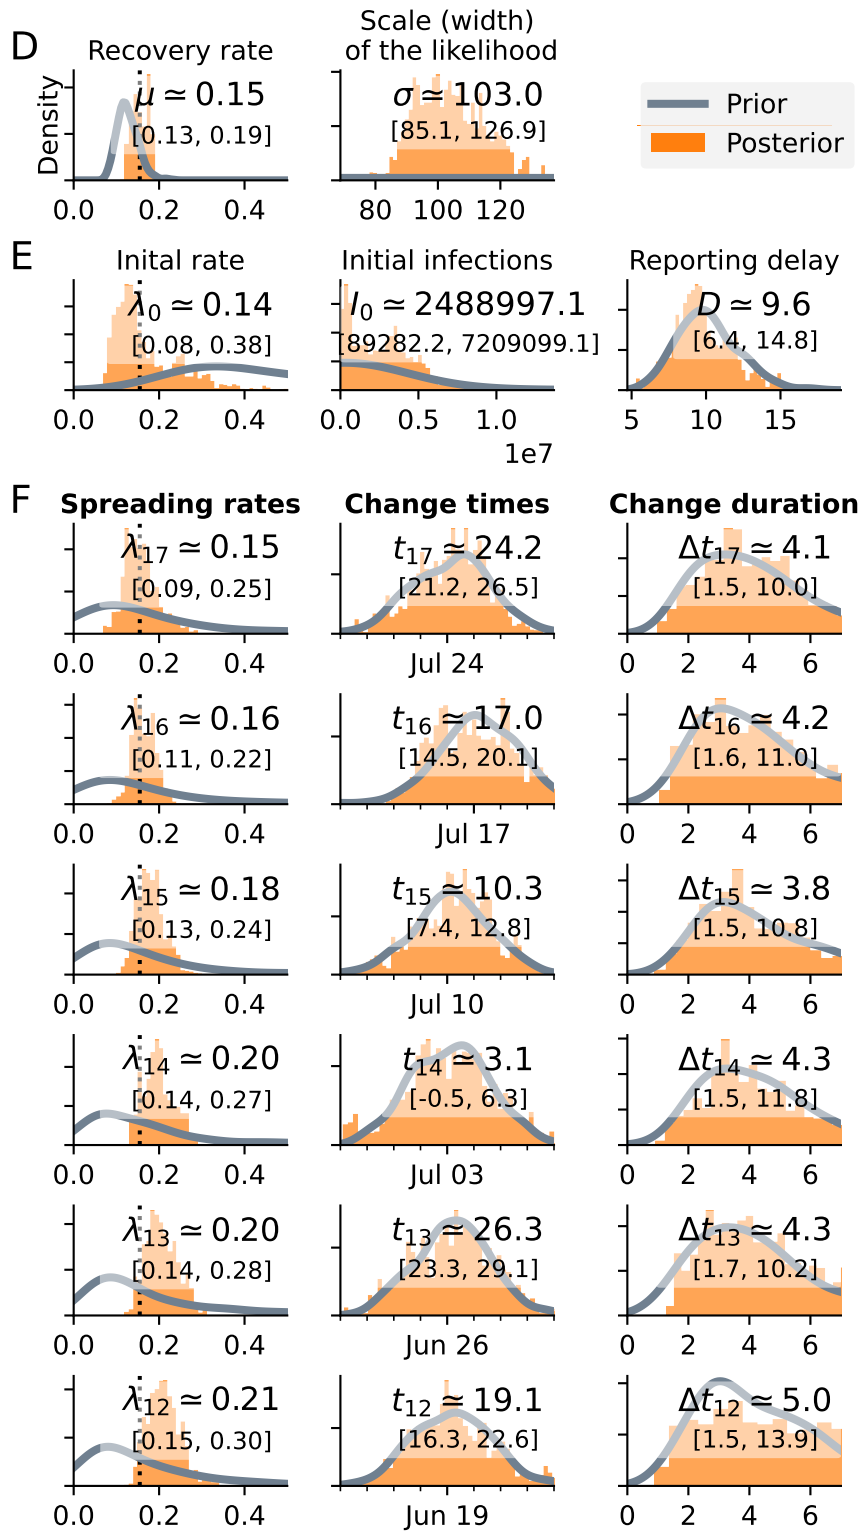 D
Recovery rate
Scale (width)
of the likelihood
Density
μ ≃ 0.15
[0.13, 0.19]
0.0 0.2 0.4
σ ≃ 103.0
[85.1, 126.9]
80 100 120
Prior
Posterior
E
Inital rate
Initial infections
Reporting delay
λ0 ≃ 0.14
[0.08, 0.38]
0.0 0.2 0.4
I0 ≃ 2488997.1
[89282.2, 7209099.1]
0.0 0.5 1.0
1e7
D ≃ 9.6
[6.4, 14.8]
5 10 15
F
Spreading rates
Change times
Change duration
λ17 ≃ 0.15
[0.09, 0.25]
0.0 0.2 0.4
t17 ≃ 24.2
[21.2, 26.5]
Jul 24
Δt17 ≃ 4.1
[1.5, 10.0]
0 2 4 6
λ16 ≃ 0.16
[0.11, 0.22]
0.0 0.2 0.4
t16 ≃ 17.0
[14.5, 20.1]
Jul 17
Δt16 ≃ 4.2
[1.6, 11.0]
0 2 4 6
λ15 ≃ 0.18
[0.13, 0.24]
0.0 0.2 0.4
t15 ≃ 10.3
[7.4, 12.8]
Jul 10
Δt15 ≃ 3.8
[1.5, 10.8]
0 2 4 6
λ14 ≃ 0.20
[0.14, 0.27]
0.0 0.2 0.4
t14 ≃ 3.1
[-0.5, 6.3]
Jul 03
Δt14 ≃ 4.3
[1.5, 11.8]
0 2 4 6
λ13 ≃ 0.20
[0.14, 0.28]
0.0 0.2 0.4
t13 ≃ 26.3
[23.3, 29.1]
Jun 26
Δt13 ≃ 4.3
[1.7, 10.2]
0 2 4 6
λ12 ≃ 0.21
[0.15, 0.30]
0.0 0.2 0.4
t12 ≃ 19.1
[16.3, 22.6]
Jun 19
Δt12 ≃ 5.0
[1.5, 13.9]
0 2 4 6